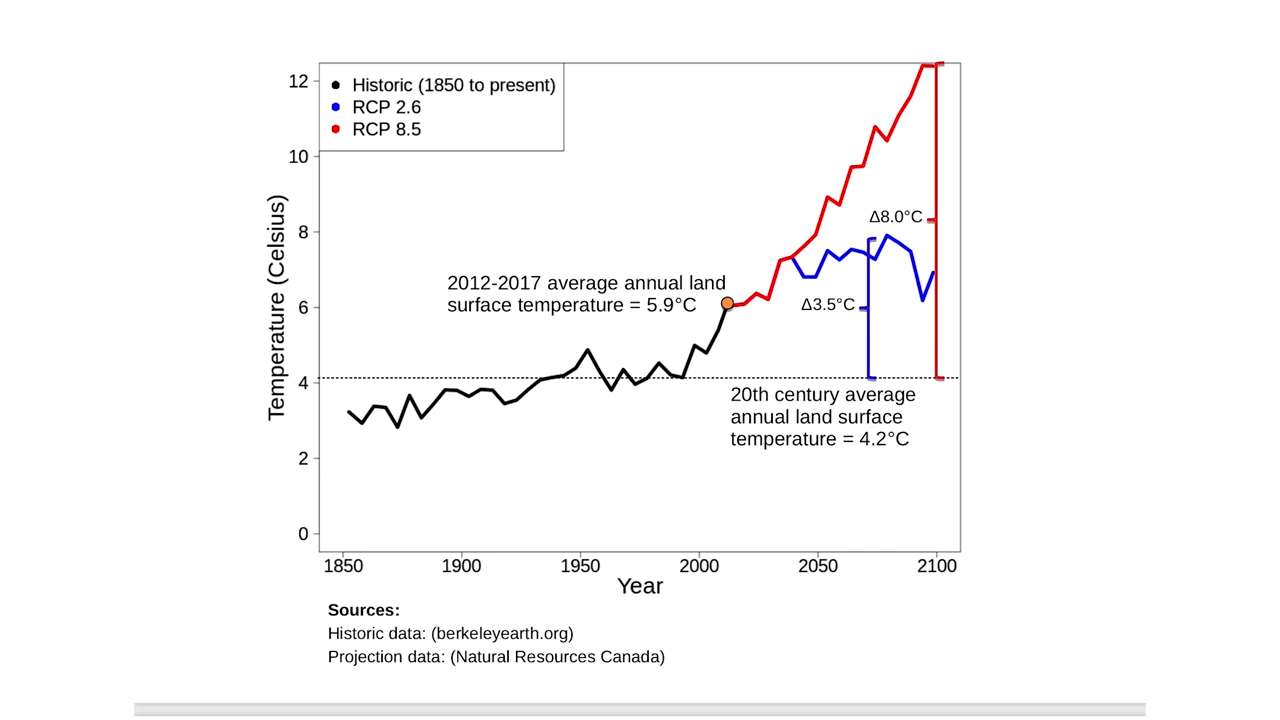 Historic (1850 to present)
RCP 2.6
RCP 8.5
12
10
8
6
4
2
0
Temperature (Celsius)
Δ8.0°C
2012-2017 average annual land
surface temperature = 5.9°C
Δ3.5°C
20th century average
annual land surface
temperature = 4.2°C
1850 1900 1950 2000 2050 2100
Year
Sources:
Historic data: (berkeleyearth.org)
Projection data: (Natural Resources Canada)